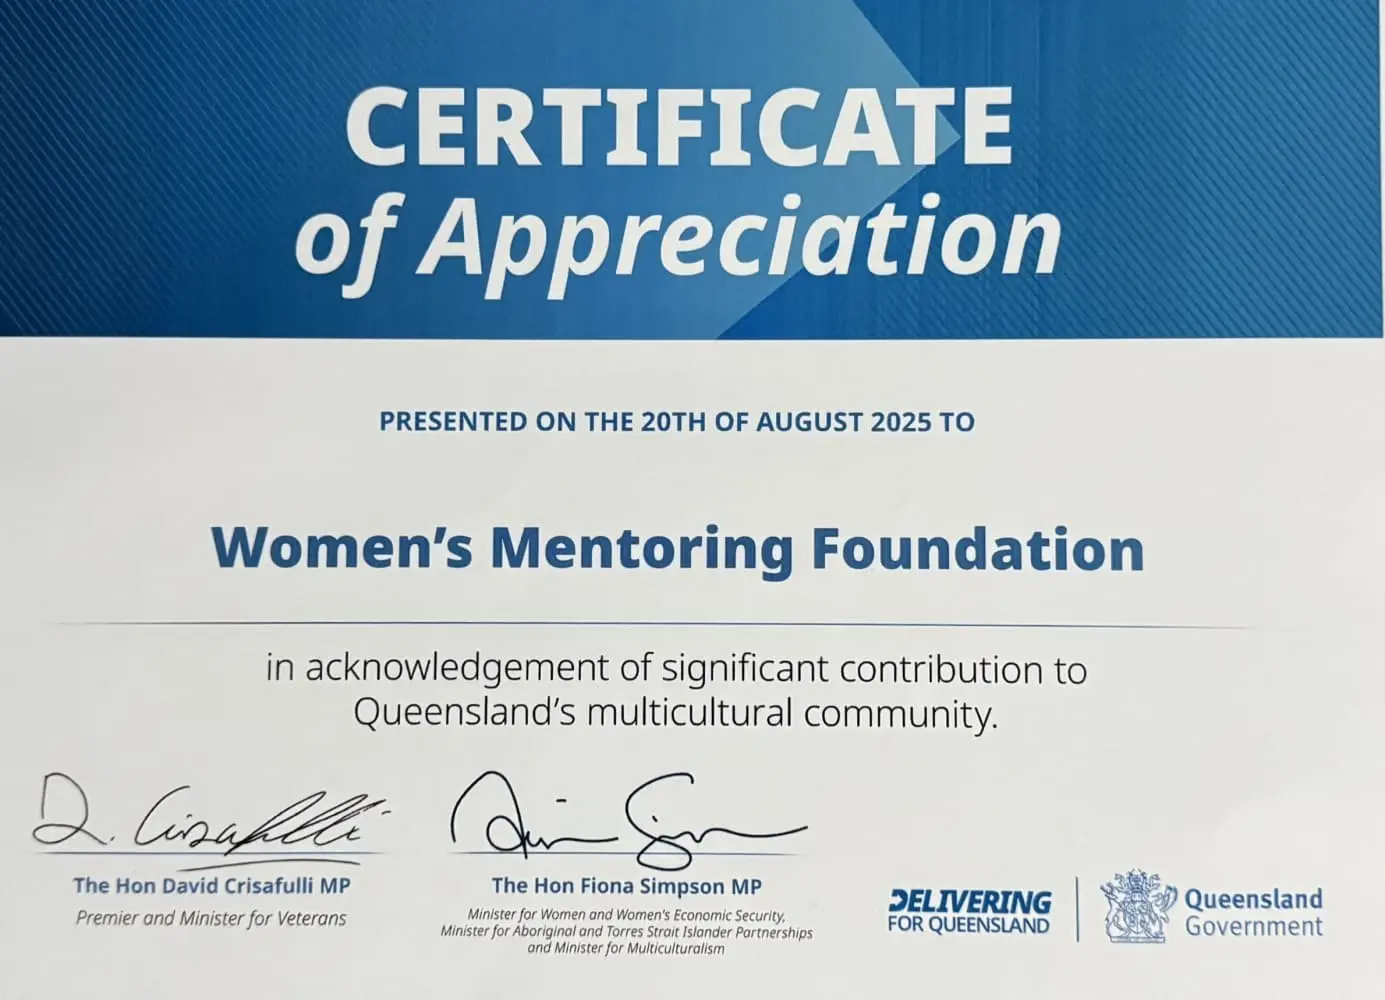 CERTIFICATE
of Appreciation
PRESENTED ON THE 20TH OF AUGUST 2025 TO
Women's Mentoring Foundation
in acknowledgement of significant contribution to
Queensland's multicultural community.
D. Crisafulli
The Hon David Crisafulli MP
Premier and Minister for Veterans
The Hon Fiona Simpson MP
Minister for Women and Women's Economic Security,
Minister for Aboriginal and Torres Strait Islander Partnerships
and Minister for Multiculturalism
DELIVERING
FOR QUEENSLAND
Queensland
Government